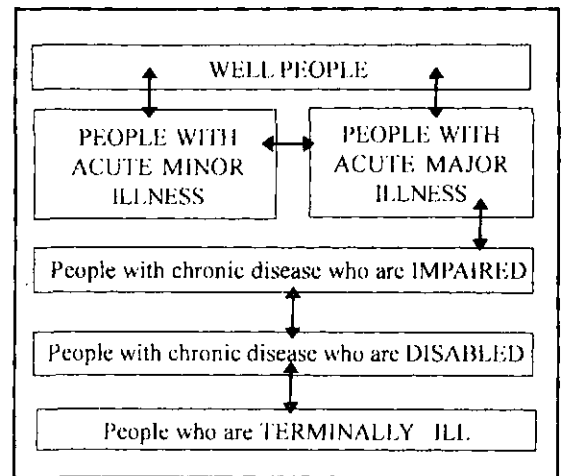 WELL PEOPLE
PEOPLE WITH
ACUTE MINOR
ILLNESS
PEOPLE WITH
ACUTE MAJOR
ILLNESS
People with chronic disease who are IMPAIRED
People with chronic disease who are DISABLED
People who are TERMINALLY ILL